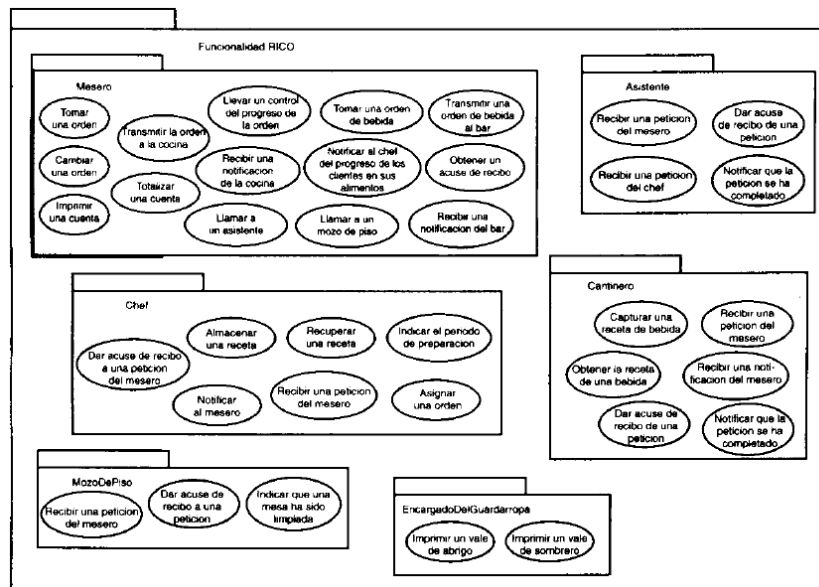 Funcionalidad RICO
Mesero
Tomar
una orden
Transmitir la orden
a la cocina
Llevar un control
del progreso de
la orden
Tomar una orden
de bebida
Transmitir una
orden de bebida
al bar
Cambiar
una orden
Totalizar
una cuenta
Recibir una
notificacion
de la cocina
Notificar al chef
del progreso de los
clientes en sus
alimentos
Obtener un
acuse de recibo
Imprimir
una cuenta
Llamar a
un asistente
Llamar a un
mozo de piso
Recibir una
notificacion del bar
Asistente
Recibir una peticion
del mesero
Dar acuse
de recibo de una
peticion
Recibir una peticion
del chef
Notificar que la
peticion se ha
completado
Chef
Dar acuse de recibo
a una peticion
del mesero
Almacenar
una receta
Recuperar
una receta
Indicar el periodo
de preparacion
Notificar
al mesero
Recibir una peticion
del mesero
Asignar
una orden
Cantinero
Capturar una
receta de bebida
Recibir una
peticion del
mesero
Obtener la receta
de una bebida
Recibir una noti-
ficacion del mesero
Dar acuse de
recibo de una
peticion
Notificar que la
peticion se ha
completado
MozoDePiso
Recibir una peticion
del mesero
Dar acuse de
recibo a una
peticion
Indicar que una
mesa ha sido
limpiada
EncargadoDelGuardarropa
Imprimir un vale
de abrigo
Imprimir un vale
de sombrero